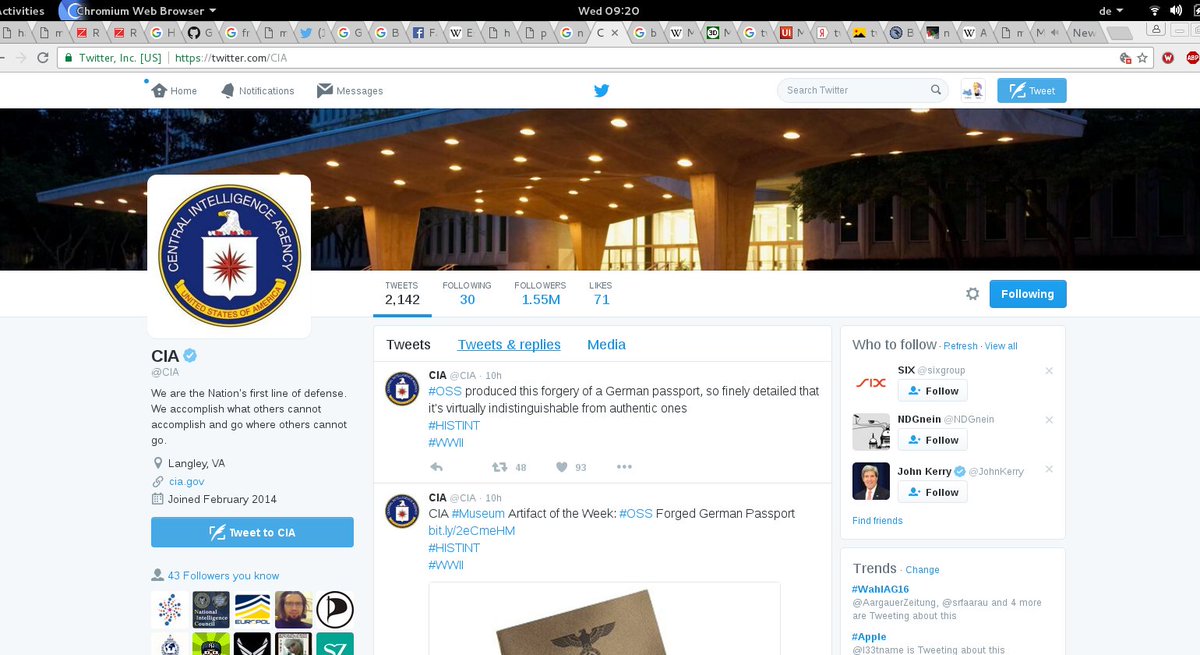 Activities
Chromium Web Browser
Wed 09:20
de
New
Twitter, Inc. [US]
https://twitter.com/CIA
ABP
Home
Notifications
Messages
Search Twitter
Tweet
CENTRAL INTELLIGENCE AGENCY
UNITED STATES OF AMERICA
TWEETS
2,142
FOLLOWING
30
FOLLOWERS
1.55M
LIKES
71
Following
CIA
@CIA
We are the Nation's first line of defense.
We accomplish what others cannot
accomplish and go where others cannot
go.
Langley, VA
cia.gov
Joined February 2014
Tweet to CIA
43 Followers you know
National
Intelligence
Council
EUROPOL
SZ
Tweets
Tweets & replies
Media
CIA @CIA · 10h
#OSS produced this forgery of a German passport, so finely detailed that
it's virtually indistinguishable from authentic ones
#HISTINT
#WWII
48
93
CIA @CIA · 10h
CIA #Museum Artifact of the Week: #OSS Forged German Passport
bit.ly/2eCmeHM
#HISTINT
#WWII
Who to follow · Refresh · View all
SIX @sixgroup
SIX
Follow
NDGnein @NDGnein
Follow
John Kerry @JohnKerry
Follow
Find friends
Trends · Change
#WahlAG16
@AargauerZeitung, @srfaarau and 4 more
are Tweeting about this
#Apple
@l33tname is Tweeting about this